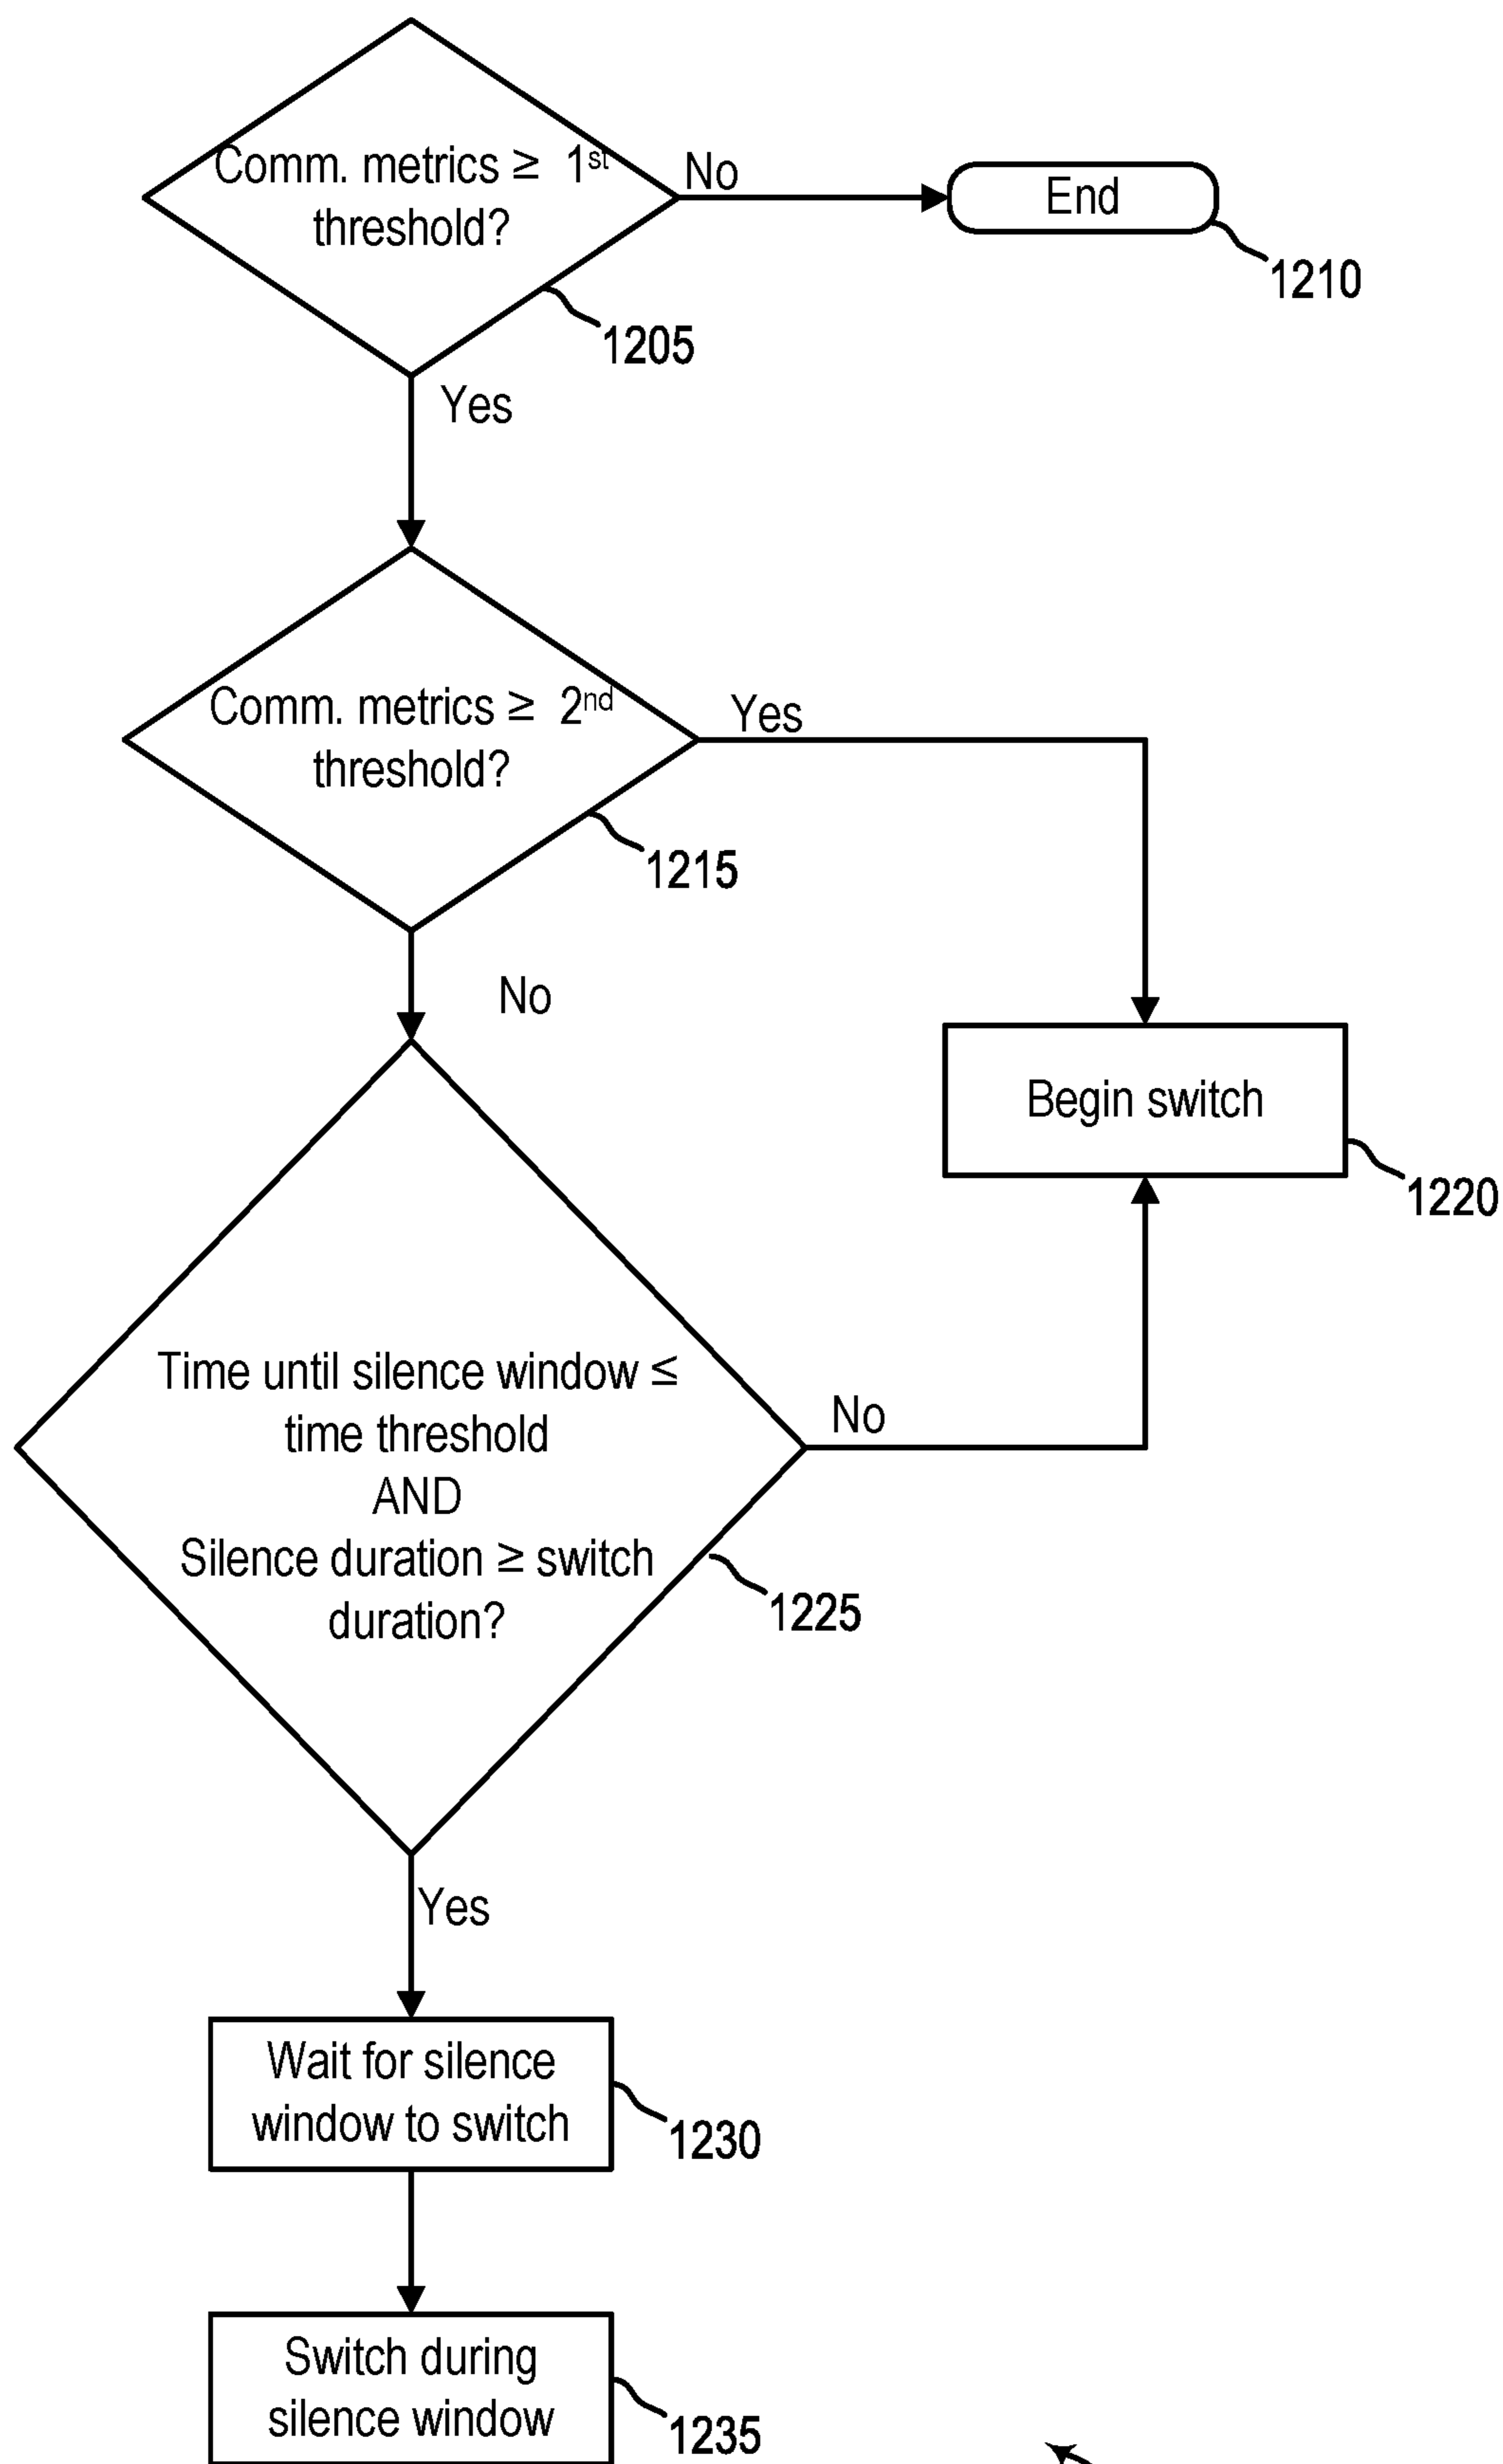 Comm. metrics ≥ 1st
threshold?
No
End
1210
1205
Yes
Comm. metrics ≥ 2nd
threshold?
Yes
1215
No
Begin switch
1220
Time until silence window ≤
time threshold
AND
Silence duration ≥ switch
duration?
No
1225
Yes
Wait for silence
window to switch
1230
Switch during
silence window
1235